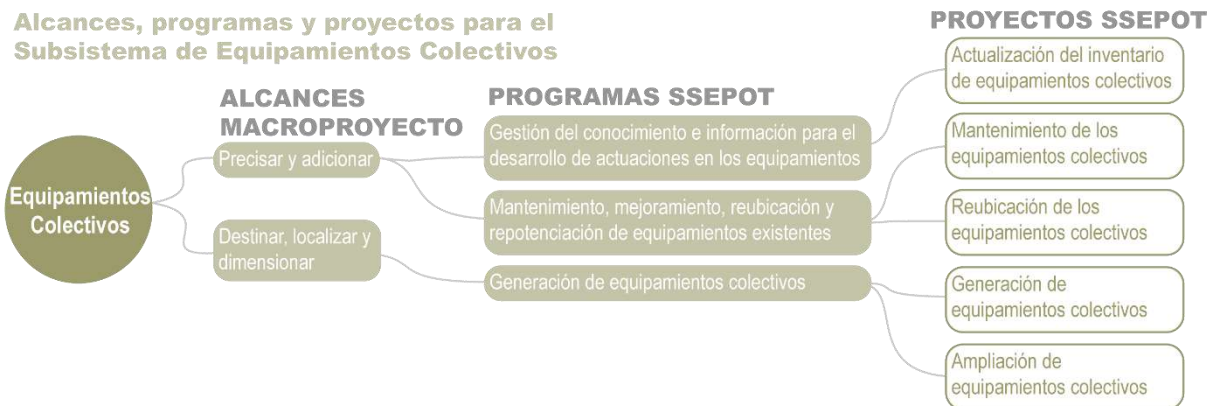 Alcances, programas y proyectos para el
Subsistema de Equipamientos Colectivos
Equipamientos
Colectivos
ALCANCES
MACROPROYECTO
Precisar y adicionar
Destinar, localizar y
dimensionar
PROGRAMAS SSEPOT
Gestión del conocimiento e información para el
desarrollo de actuaciones en los equipamientos
Mantenimiento, mejoramiento, reubicación y
repotenciación de equipamientos existentes
Generación de equipamientos colectivos
PROYECTOS SSEPOT
Actualización del inventario
de equipamientos colectivos
Mantenimiento de los
equipamientos colectivos
Reubicación de los
equipamientos colectivos
Generación de
equipamientos colectivos
Ampliación de
equipamientos colectivos